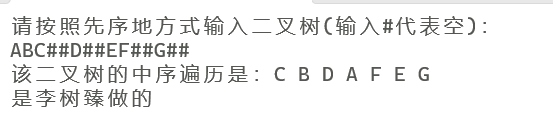 请按照先序地方式输入二叉树(输入#代表空)：
ABC##D##EF##G##
该二叉树的中序遍历是：C B D A F E G
是李树臻做的